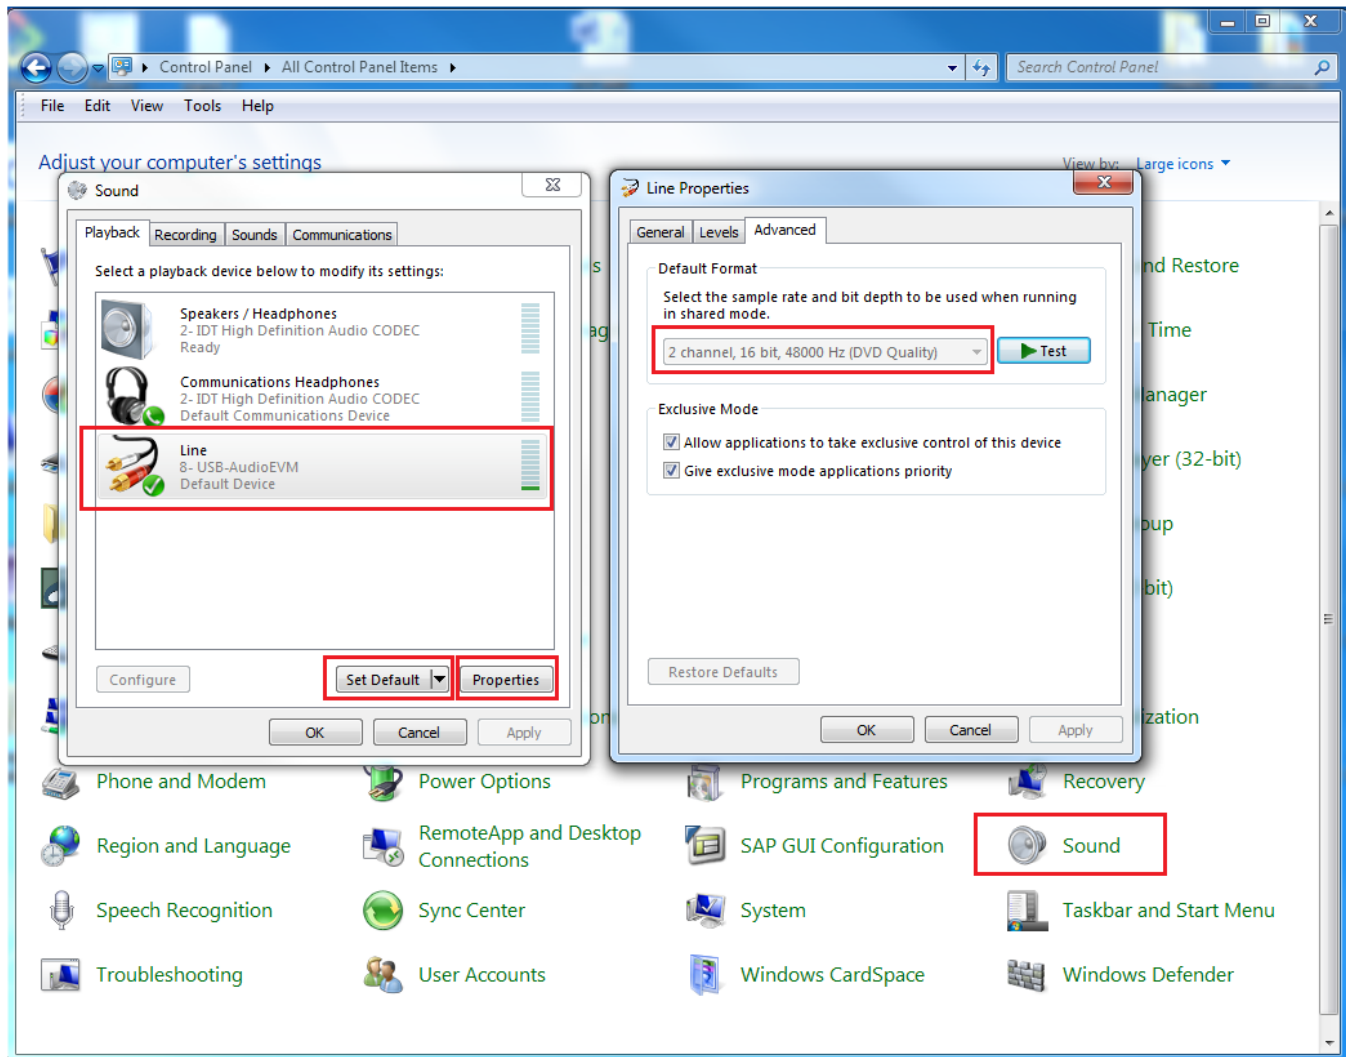 Control Panel
All Control Panel Items
Search Control Panel
File Edit View Tools Help
Adjust your computer's settings
View by: Large icons
Sound
Playback Recording Sounds Communications
Select a playback device below to modify its settings:
Speakers / Headphones
2- IDT High Definition Audio CODEC
Ready
Communications Headphones
2- IDT High Definition Audio CODEC
Default Communications Device
Line
8- USB-AudioEVM
Default Device
Configure
Set Default
Properties
OK
Cancel
Apply
Line Properties
General Levels Advanced
Default Format
Select the sample rate and bit depth to be used when running
in shared mode.
2 channel, 16 bit, 48000 Hz (DVD Quality)
Test
Exclusive Mode
Allow applications to take exclusive control of this device
Give exclusive mode applications priority
Restore Defaults
OK
Cancel
Apply
Restore
Time
(32-bit)
Phone and Modem
Power Options
Programs and Features
Recovery
Region and Language
RemoteApp and Desktop
Connections
SAP GUI Configuration
Sound
Speech Recognition
Sync Center
System
Taskbar and Start Menu
Troubleshooting
User Accounts
Windows CardSpace
Windows Defender